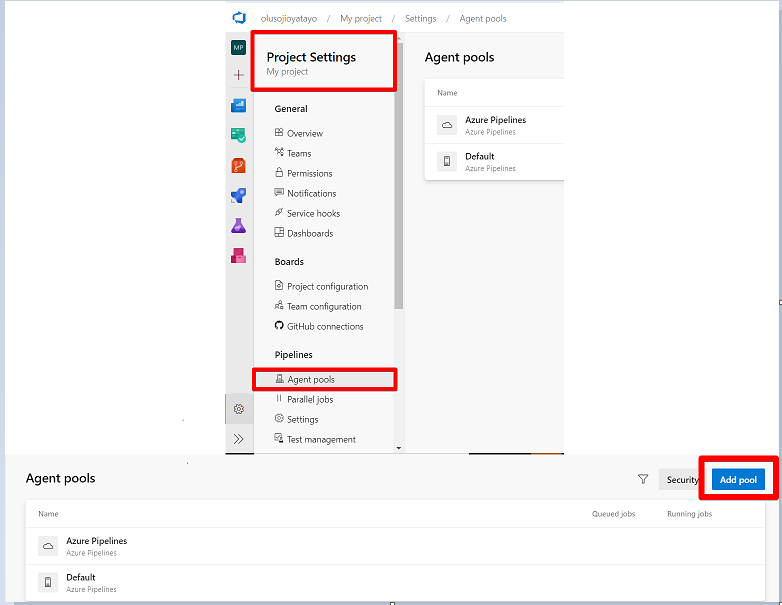 olusojioyatayo / My project / Settings / Agent pools
MP
Project Settings
My project
General
Overview
Teams
Permissions
Notifications
Service hooks
Dashboards
Boards
Project configuration
Team configuration
GitHub connections
Pipelines
Agent pools
Parallel jobs
Settings
Test management
Agent pools
Name
Azure Pipelines
Azure Pipelines
Default
Azure Pipelines
Agent pools
Security
Add pool
Name Queued jobs Running jobs
Azure Pipelines
Azure Pipelines
Default
Azure Pipelines